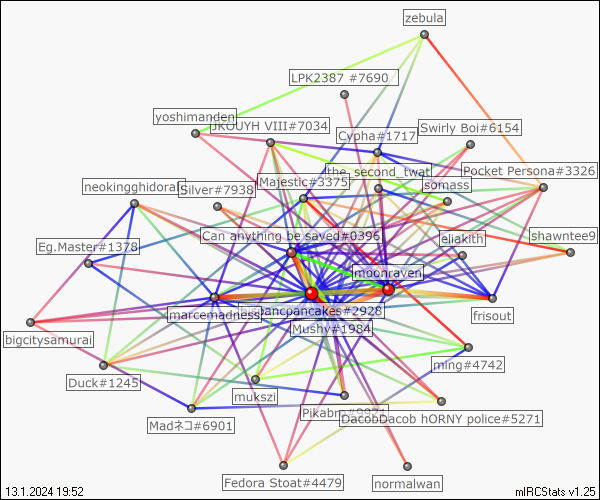 zebula
LPK2387 #7690
yoshimanden
JKOUYH VIII#7034
Cypha#1717
Swirly Boi#6154
the_second_twat
Pocket Persona#3326
Majestic#3375
neokingghidorah
Silver#7938
somass
Can anything be saved#0396
eliakith
shawntee9
Eg.Master#1378
moonraven
pancpancakes#2928
marcemadness
frisout
Mushy#1984
bigcitysamurai
ming#4742
Duck#1245
mukszi
DacobDacob hORNY police#5271
Madネコ#6901
Fedora Stoat#4479
normalwan
13.1.2024 19:52
mIRCStats v1.25